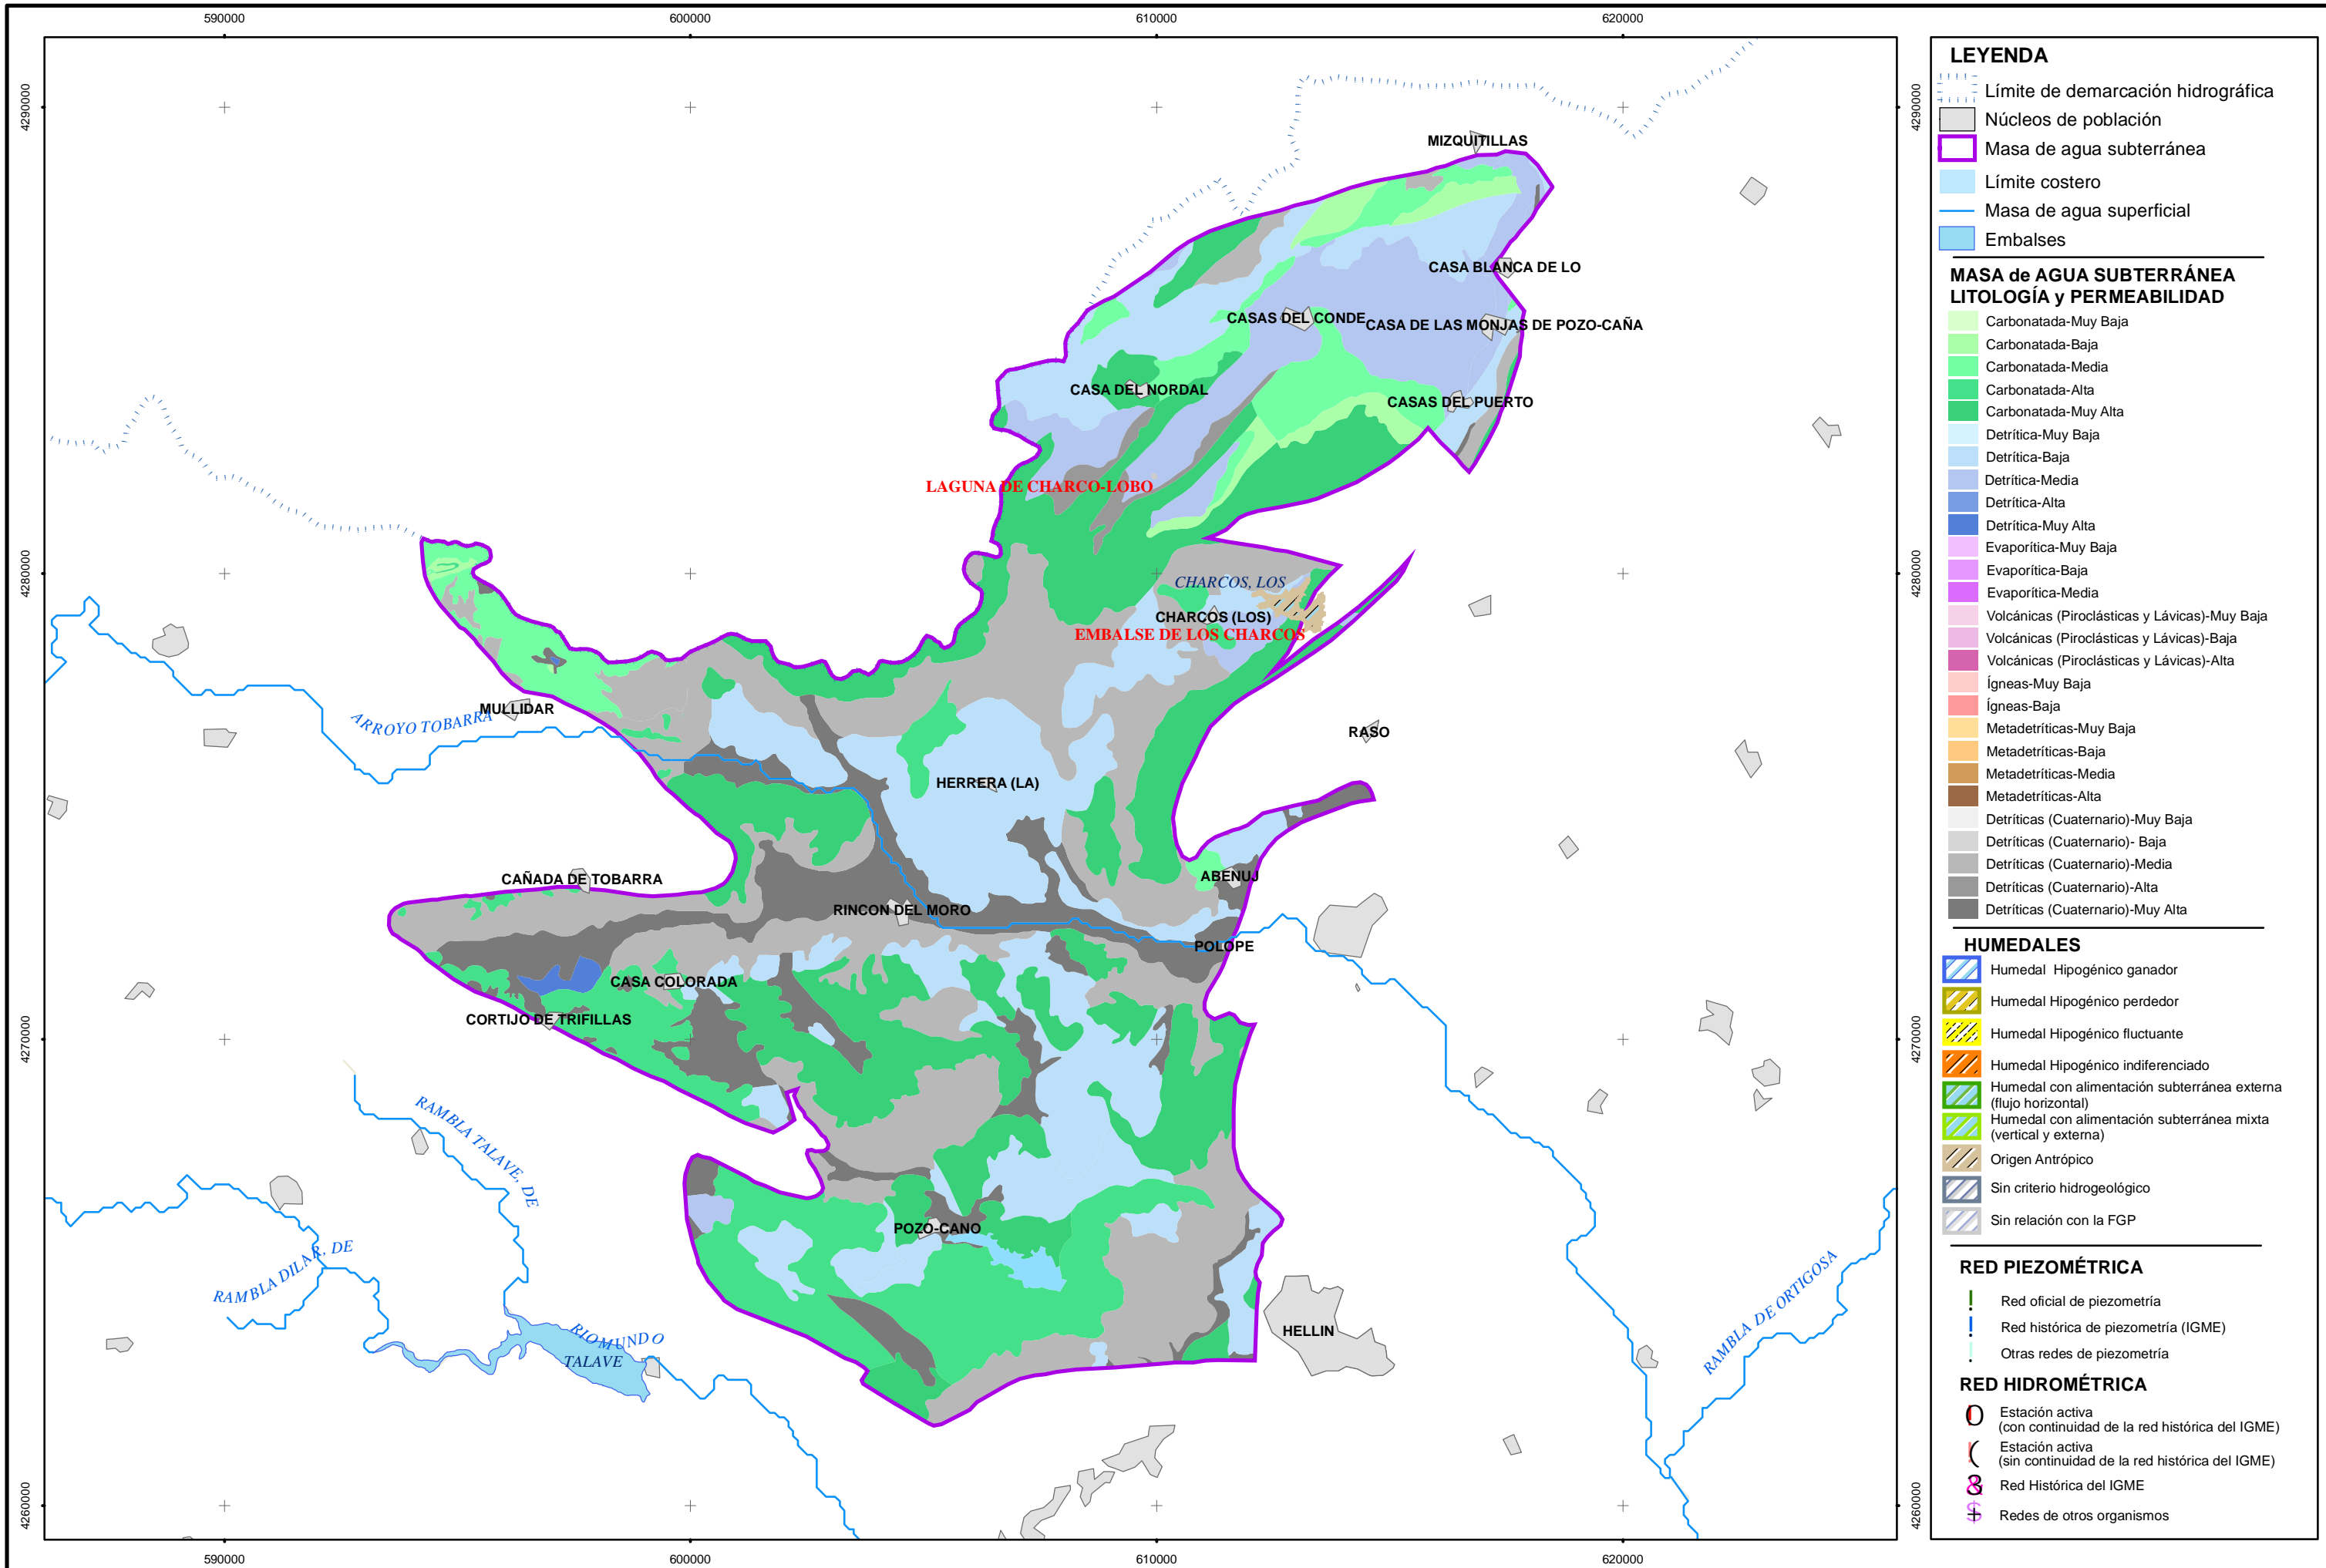 590000
600000
610000
620000
4290000
4290000
MIZQUITILLAS
CASA BLANCA DE LO
CASAS DEL CONDE
CASA DE LAS MONJAS DE POZO-CAÑA
CASA DEL NORDAL
CASAS DEL PUERTO
LAGUNA DE CHARCO-LOBO
4280000
4280000
CHARCOS, LOS
CHARCOS (LOS)
EMBALSE DE LOS CHARCOS
MULLIDAR
ARROYO TOBARRA
RASO
HERRERA (LA)
CAÑADA DE TOBARRA
ABENUJ
RINCON DEL MORO
POLOPE
CASA COLORADA
CORTIJO DE TRIFILLAS
4270000
4270000
RAMBLA TALAVE, DE
POZO-CANO
RAMBLA DILAR, DE
RAMBLA DE ORTIGOSA
RIOMUNDO
TALAVE
HELLIN
4260000
4260000
590000
600000
610000
620000
LEYENDA
Límite de demarcación hidrográfica
Núcleos de población
Masa de agua subterránea
Límite costero
Masa de agua superficial
Embalses
MASA de AGUA SUBTERRÁNEA
LITOLOGÍA y PERMEABILIDAD
Carbonatada-Muy Baja
Carbonatada-Baja
Carbonatada-Media
Carbonatada-Alta
Carbonatada-Muy Alta
Detrítica-Muy Baja
Detrítica-Baja
Detrítica-Media
Detrítica-Alta
Detrítica-Muy Alta
Evaporítica-Muy Baja
Evaporítica-Baja
Evaporítica-Media
Volcánicas (Piroclásticas y Lávicas)-Muy Baja
Volcánicas (Piroclásticas y Lávicas)-Baja
Volcánicas (Piroclásticas y Lávicas)-Alta
Ígneas-Muy Baja
Ígneas-Baja
Metadetríticas-Muy Baja
Metadetríticas-Baja
Metadetríticas-Media
Metadetríticas-Alta
Detríticas (Cuaternario)-Muy Baja
Detríticas (Cuaternario)- Baja
Detríticas (Cuaternario)-Media
Detríticas (Cuaternario)-Alta
Detríticas (Cuaternario)-Muy Alta
HUMEDALES
Humedal  Hipogénico ganador
Humedal Hipogénico perdedor
Humedal Hipogénico fluctuante
Humedal Hipogénico indiferenciado
Humedal con alimentación subterránea externa
(flujo horizontal)
Humedal con alimentación subterránea mixta
(vertical y externa)
Origen Antrópico
Sin criterio hidrogeológico
Sin relación con la FGP
RED PIEZOMÉTRICA
! Red oficial de piezometría
! Red histórica de piezometría (IGME)
! Otras redes de piezometría
RED HIDROMÉTRICA
Estación activa
(con continuidad de la red histórica del IGME)
( Estación activa
(sin continuidad de la red histórica del IGME)
Red Histórica del IGME
Redes de otros organismos